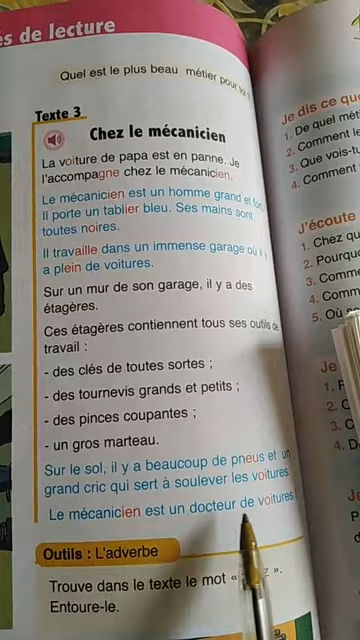 s de lecture
Quel est le plus beau métier pour toi ?
Texte 3
Chez le mécanicien
La voiture de papa est en panne. Je
l'accompagne chez le mécanicien.
Le mécanicien est un homme grand et fort.
Il porte un tablier bleu. Ses mains sont
toutes noires.
Il travaille dans un immense garage où il y
a plein de voitures.
Sur un mur de son garage, il y a des
étagères.
Ces étagères contiennent tous ses outils de
travail :
- des clés de toutes sortes ;
- des tournevis grands et petits ;
- des pinces coupantes ;
- un gros marteau.
Sur le sol, il y a beaucoup de pneus et un
grand cric qui sert à soulever les voitures.
Le mécanicien est un docteur de voitures !
Outils : L'adverbe
Trouve dans le texte le mot « ».
Entoure-le.
Je dis ce que
1. De quel mét
2. Comment le
3. Que vois-tu
4. Comment
J'écoute
1. Chez qu
2. Pourquo
3. Comme
4. Comm
5. Où s
Je
1. F
2. C
3. C
4. D